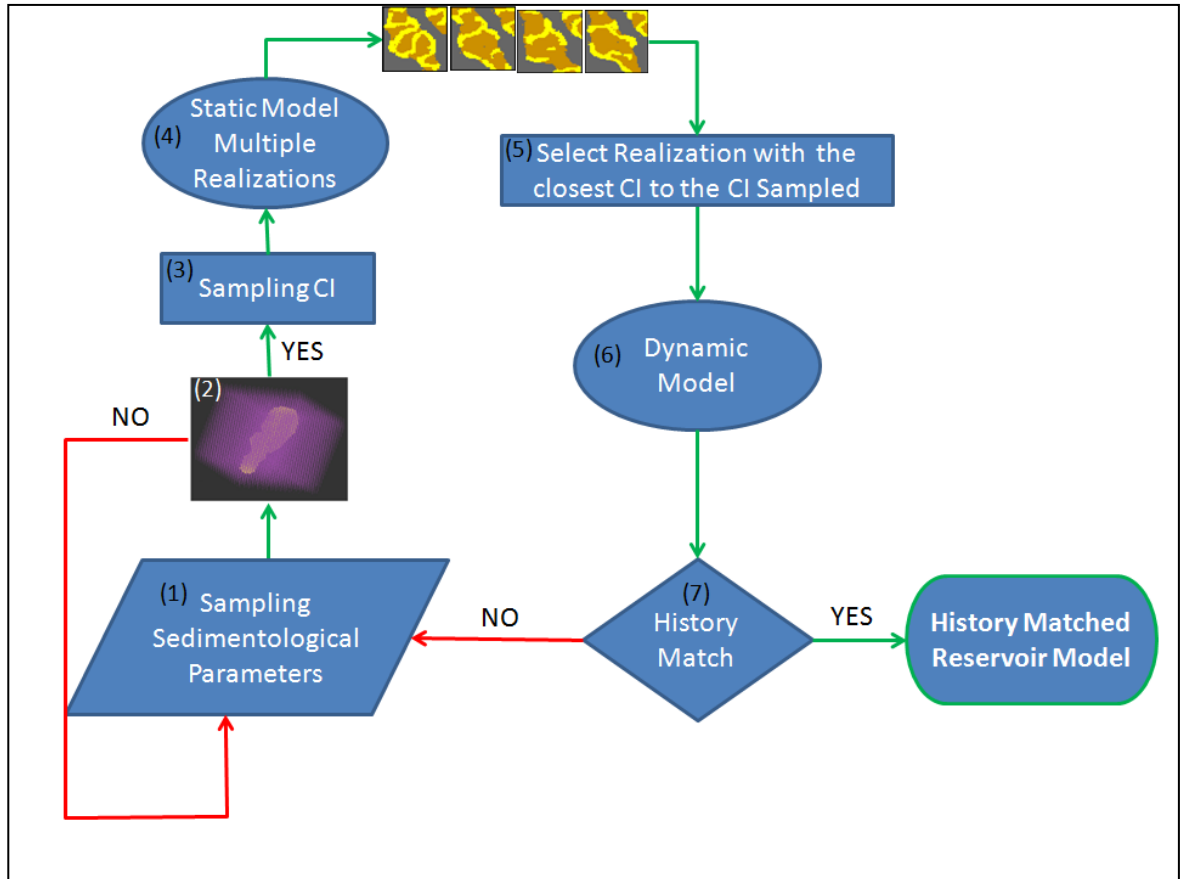 (1) Sampling
Sedimentological
Parameters
(2)
NO
YES
(3)
Sampling CI
(4)
Static Model
Multiple
Realizations
(5) Select Realization with the
closest CI to the CI Sampled
(6)
Dynamic
Model
(7)
History
Match
NO
YES
History Matched
Reservoir Model